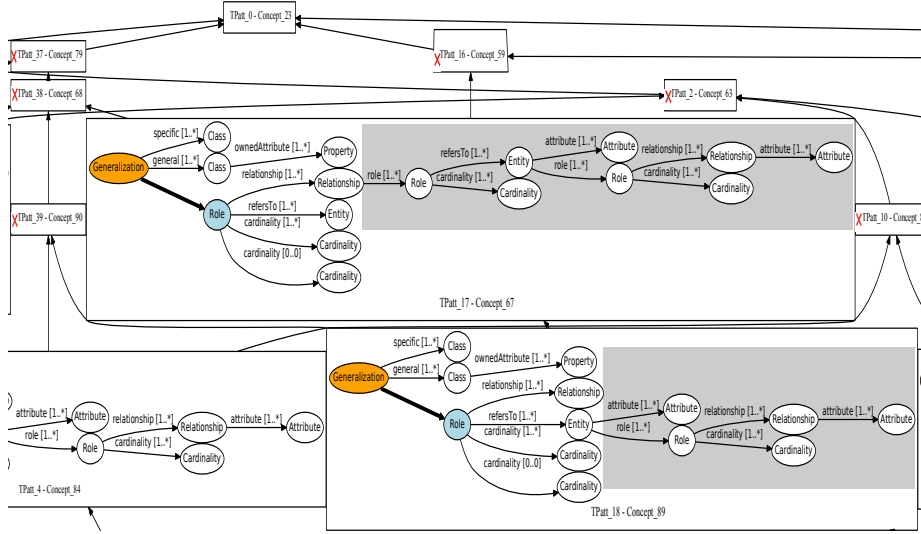 TPatt_0 - Concept_23
TPatt_37 - Concept_79
TPatt_16 - Concept_59
TPatt_38 - Concept_68
TPatt_2 - Concept_63
specific [1..*]
Class
general [1..*]
Class
ownedAttribute [1..*]
Property
Generalization
relationship [1..*]
Relationship
Role
refersTo [1..*]
Entity
cardinality [1..*]
Cardinality
cardinality [0..0]
Cardinality
role [1..*]
Role
refersTo [1..*]
Entity
cardinality [1..*]
Cardinality
attribute [1..*]
Attribute
role [1..*]
Role
relationship [1..*]
Relationship
cardinality [1..*]
Cardinality
attribute [1..*]
Attribute
TPatt_17 - Concept_67
TPatt_39 - Concept_90
TPatt_10 - Concept_
attribute [1..*]
Attribute
role [1..*]
Role
relationship [1..*]
Relationship
cardinality [1..*]
Cardinality
attribute [1..*]
Attribute
TPatt_4 - Concept_84
specific [1..*]
Class
general [1..*]
Class
ownedAttribute [1..*]
Property
Generalization
relationship [1..*]
Relationship
Role
refersTo [1..*]
Entity
cardinality [1..*]
Cardinality
cardinality [0..0]
Cardinality
attribute [1..*]
Attribute
role [1..*]
Role
relationship [1..*]
Relationship
cardinality [1..*]
Cardinality
attribute [1..*]
Attribute
TPatt_18 - Concept_89